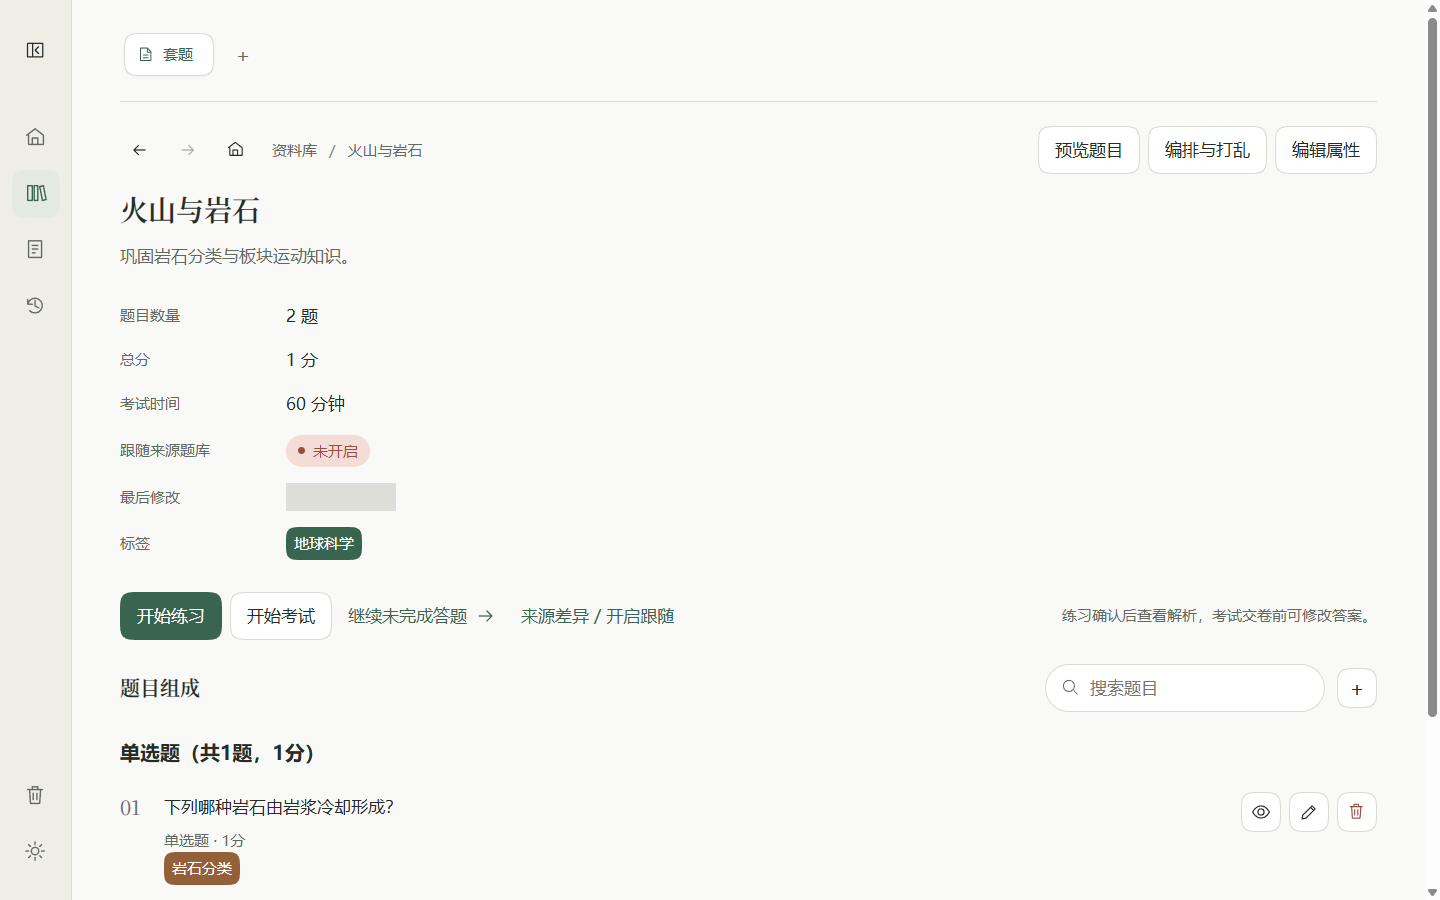 套题
+
资料库 / 火山与岩石
预览题目
编排与打乱
编辑属性
火山与岩石
巩固岩石分类与板块运动知识。
题目数量 2 题
总分 1 分
考试时间 60 分钟
跟随来源题库 未开启
最后修改
标签 地球科学
开始练习
开始考试
继续未完成答题 →
来源差异 / 开启跟随
练习确认后查看解析，考试交卷前可修改答案。
题目组成
搜索题目
+
单选题（共1题，1分）
01 下列哪种岩石由岩浆冷却形成？
单选题 · 1分
岩石分类